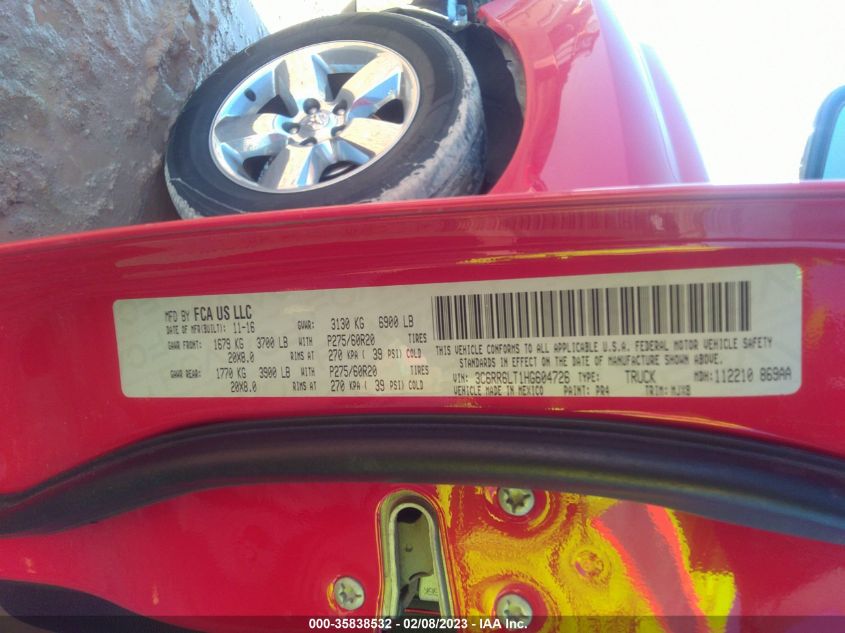 MFD BY FCA US LLC
DATE OF MFR(BUILT): 11-16 GVWR: 3130 KG 6900 LB
GAWR FRONT: 1679 KG 3700 LB WITH P275/60R20 TIRES
20X8.0 RIMS AT 270 KPA ( 39 PSI) COLD
GAWR REAR: 1770 KG 3900 LB WITH P275/60R20 TIRES
20X8.0 RIMS AT 270 KPA ( 39 PSI) COLD
THIS VEHICLE CONFORMS TO ALL APPLICABLE U.S.A. FEDERAL MOTOR VEHICLE SAFETY
STANDARDS IN EFFECT ON THE DATE OF MANUFACTURE SHOWN ABOVE.
VIN: 3C6RR6LT1HG604726 TYPE: TRUCK MDH: 112210 869AA
VEHICLE MADE IN MEXICO PAINT: PR4 TRIM: MJX8
000-35838532 - 02/08/2023 - IAA Inc.